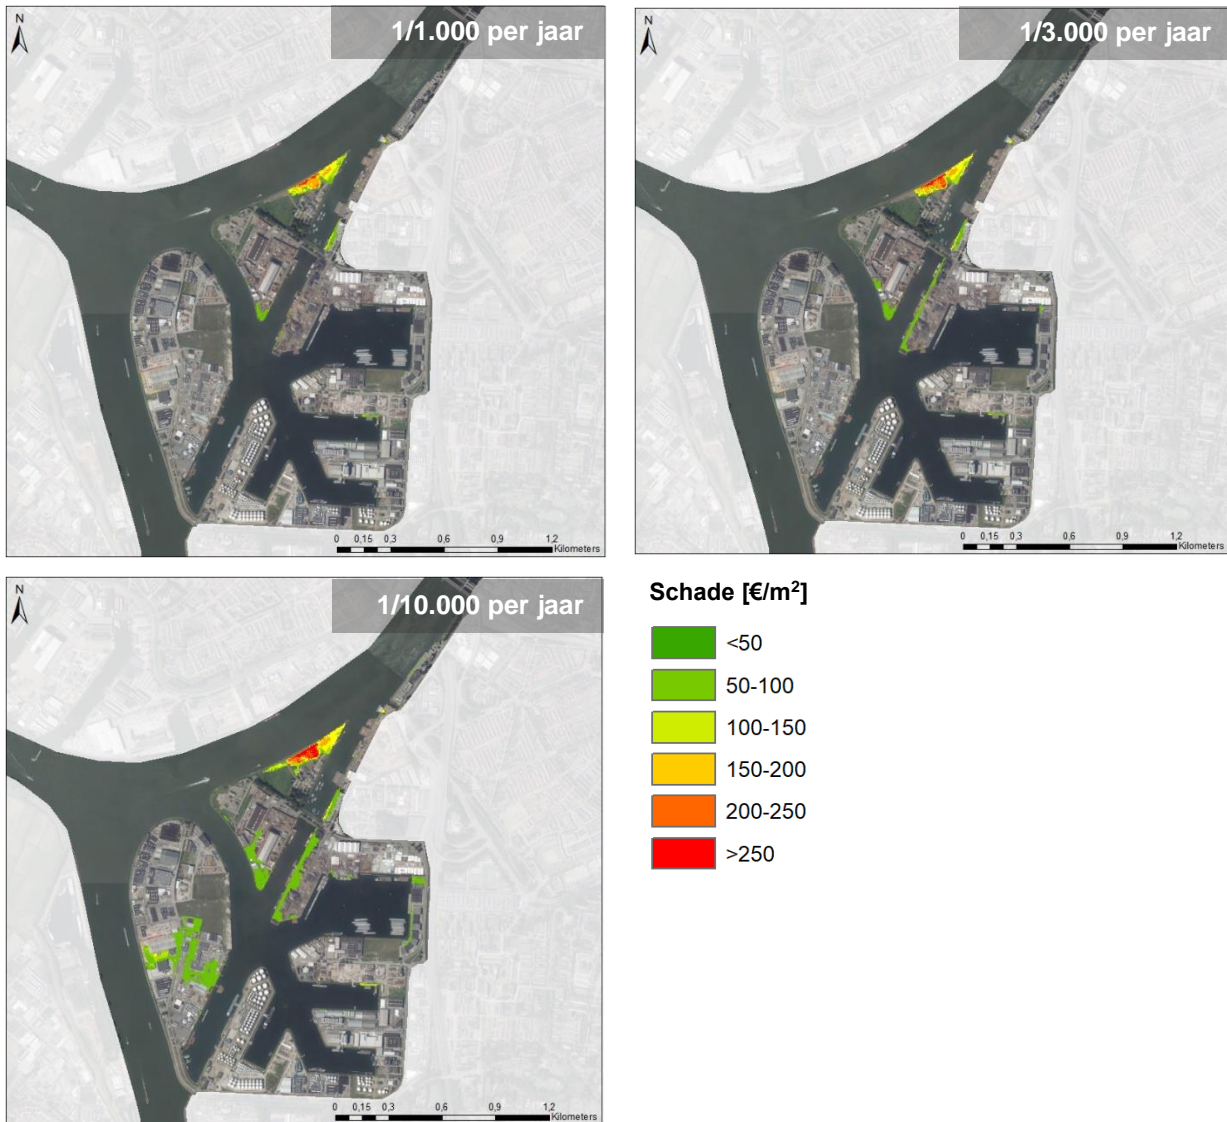 N
1/1.000 per jaar
0 0,15 0,3 0,6 0,9 1,2
Kilometers
N
1/3.000 per jaar
0 0,15 0,3 0,6 0,9 1,2
Kilometers
N
1/10.000 per jaar
0 0,15 0,3 0,6 0,9 1,2
Kilometers
Schade [€/m²]
<50
50-100
100-150
150-200
200-250
>250